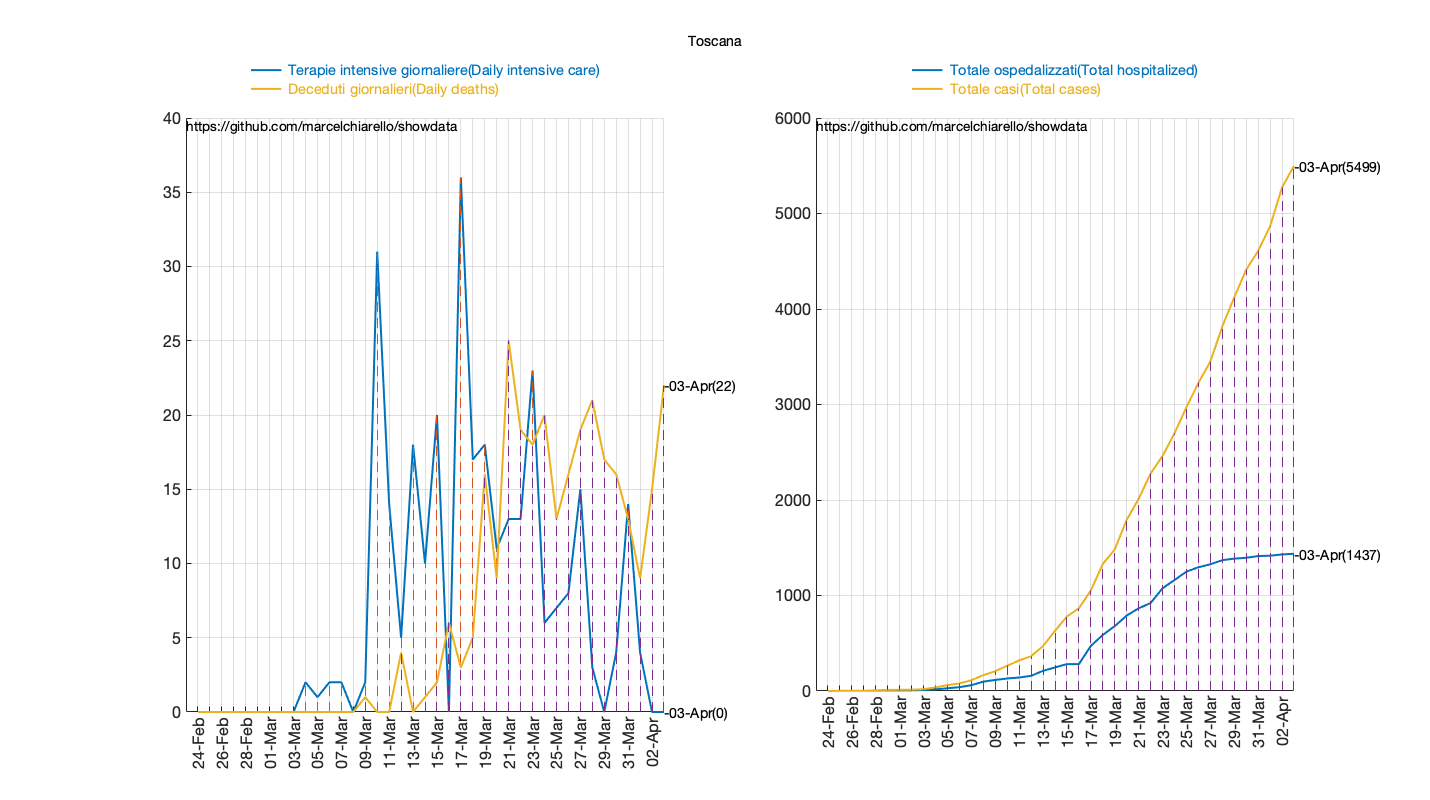 Toscana
Terapie intensive giornaliere(Daily intensive care)
Deceduti giornalieri(Daily deaths)
https://github.com/marcelchiarello/showdata
40
35
30
25
20
15
10
5
0
-03-Apr(22)
-03-Apr(0)
24-Feb
26-Feb
28-Feb
01-Mar
03-Mar
05-Mar
07-Mar
09-Mar
11-Mar
13-Mar
15-Mar
17-Mar
19-Mar
21-Mar
23-Mar
25-Mar
27-Mar
29-Mar
31-Mar
02-Apr
Totale ospedalizzati(Total hospitalized)
Totale casi(Total cases)
https://github.com/marcelchiarello/showdata
6000
5000
4000
3000
2000
1000
0
-03-Apr(5499)
-03-Apr(1437)
24-Feb
26-Feb
28-Feb
01-Mar
03-Mar
05-Mar
07-Mar
09-Mar
11-Mar
13-Mar
15-Mar
17-Mar
19-Mar
21-Mar
23-Mar
25-Mar
27-Mar
29-Mar
31-Mar
02-Apr